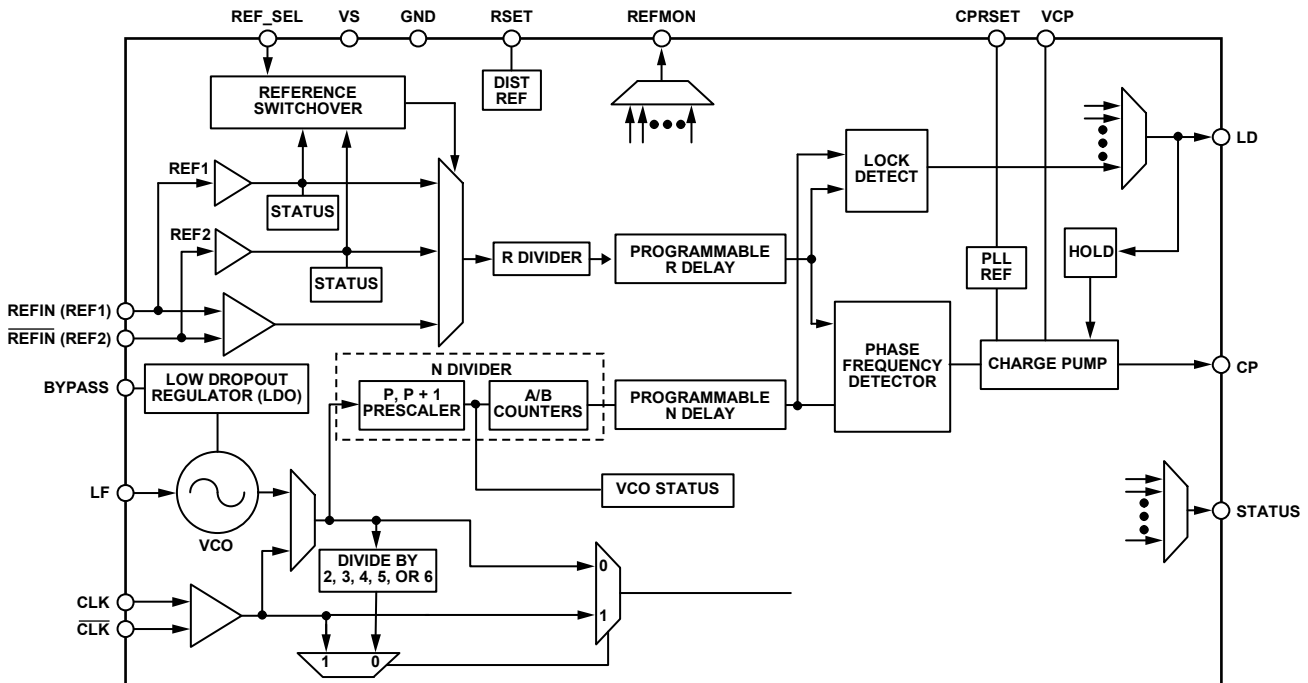 REF_SEL VS GND RSET REFMON CPRSET VCP
REFERENCE
SWITCHOVER
DIST
REF
LD
LOCK
DETECT
REF1
STATUS
REF2
STATUS
R DIVIDER
PROGRAMMABLE
R DELAY
PLL
REF
HOLD
REFIN (REF1)
REFIN (REF2)
BYPASS
LOW DROPOUT
REGULATOR (LDO)
N DIVIDER
P, P + 1
PRESCALER
A/B
COUNTERS
PROGRAMMABLE
N DELAY
PHASE
FREQUENCY
DETECTOR
CHARGE PUMP
CP
LF
VCO
VCO STATUS
STATUS
DIVIDE BY
2, 3, 4, 5, OR 6
0
1
CLK
CLK
1 0